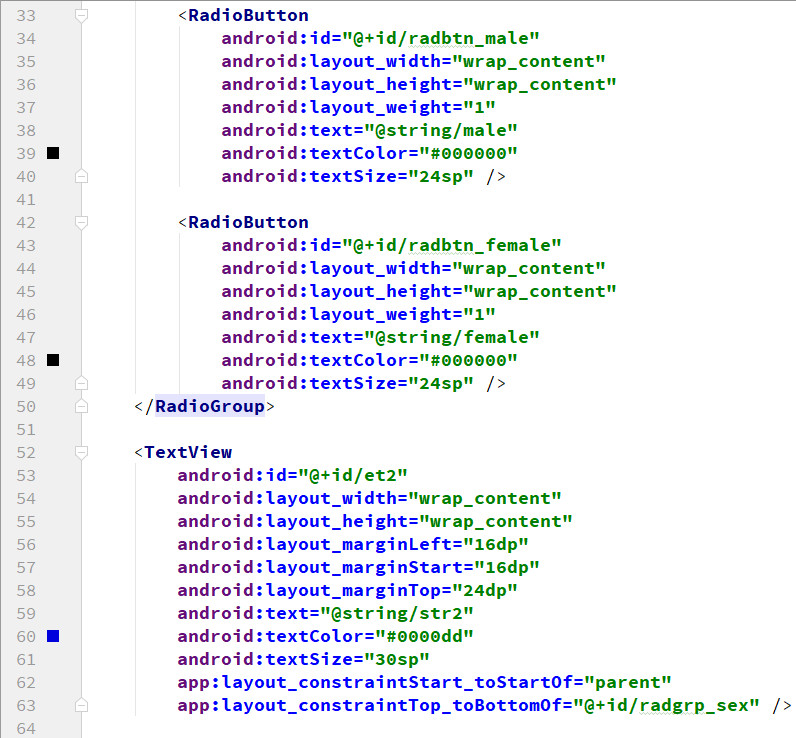 33 <RadioButton
34 android:id="@+id/radbtn_male"
35 android:layout_width="wrap_content"
36 android:layout_height="wrap_content"
37 android:layout_weight="1"
38 android:text="@string/male"
39 android:textColor="#000000"
40 android:textSize="24sp" />
41
42 <RadioButton
43 android:id="@+id/radbtn_female"
44 android:layout_width="wrap_content"
45 android:layout_height="wrap_content"
46 android:layout_weight="1"
47 android:text="@string/female"
48 android:textColor="#000000"
49 android:textSize="24sp" />
50 </RadioGroup>
51
52 <TextView
53 android:id="@+id/et2"
54 android:layout_width="wrap_content"
55 android:layout_height="wrap_content"
56 android:layout_marginLeft="16dp"
57 android:layout_marginStart="16dp"
58 android:layout_marginTop="24dp"
59 android:text="@string/str2"
60 android:textColor="#0000dd"
61 android:textSize="30sp"
62 app:layout_constraintStart_toStartOf="parent"
63 app:layout_constraintTop_toBottomOf="@+id/radgrp_sex" />
64